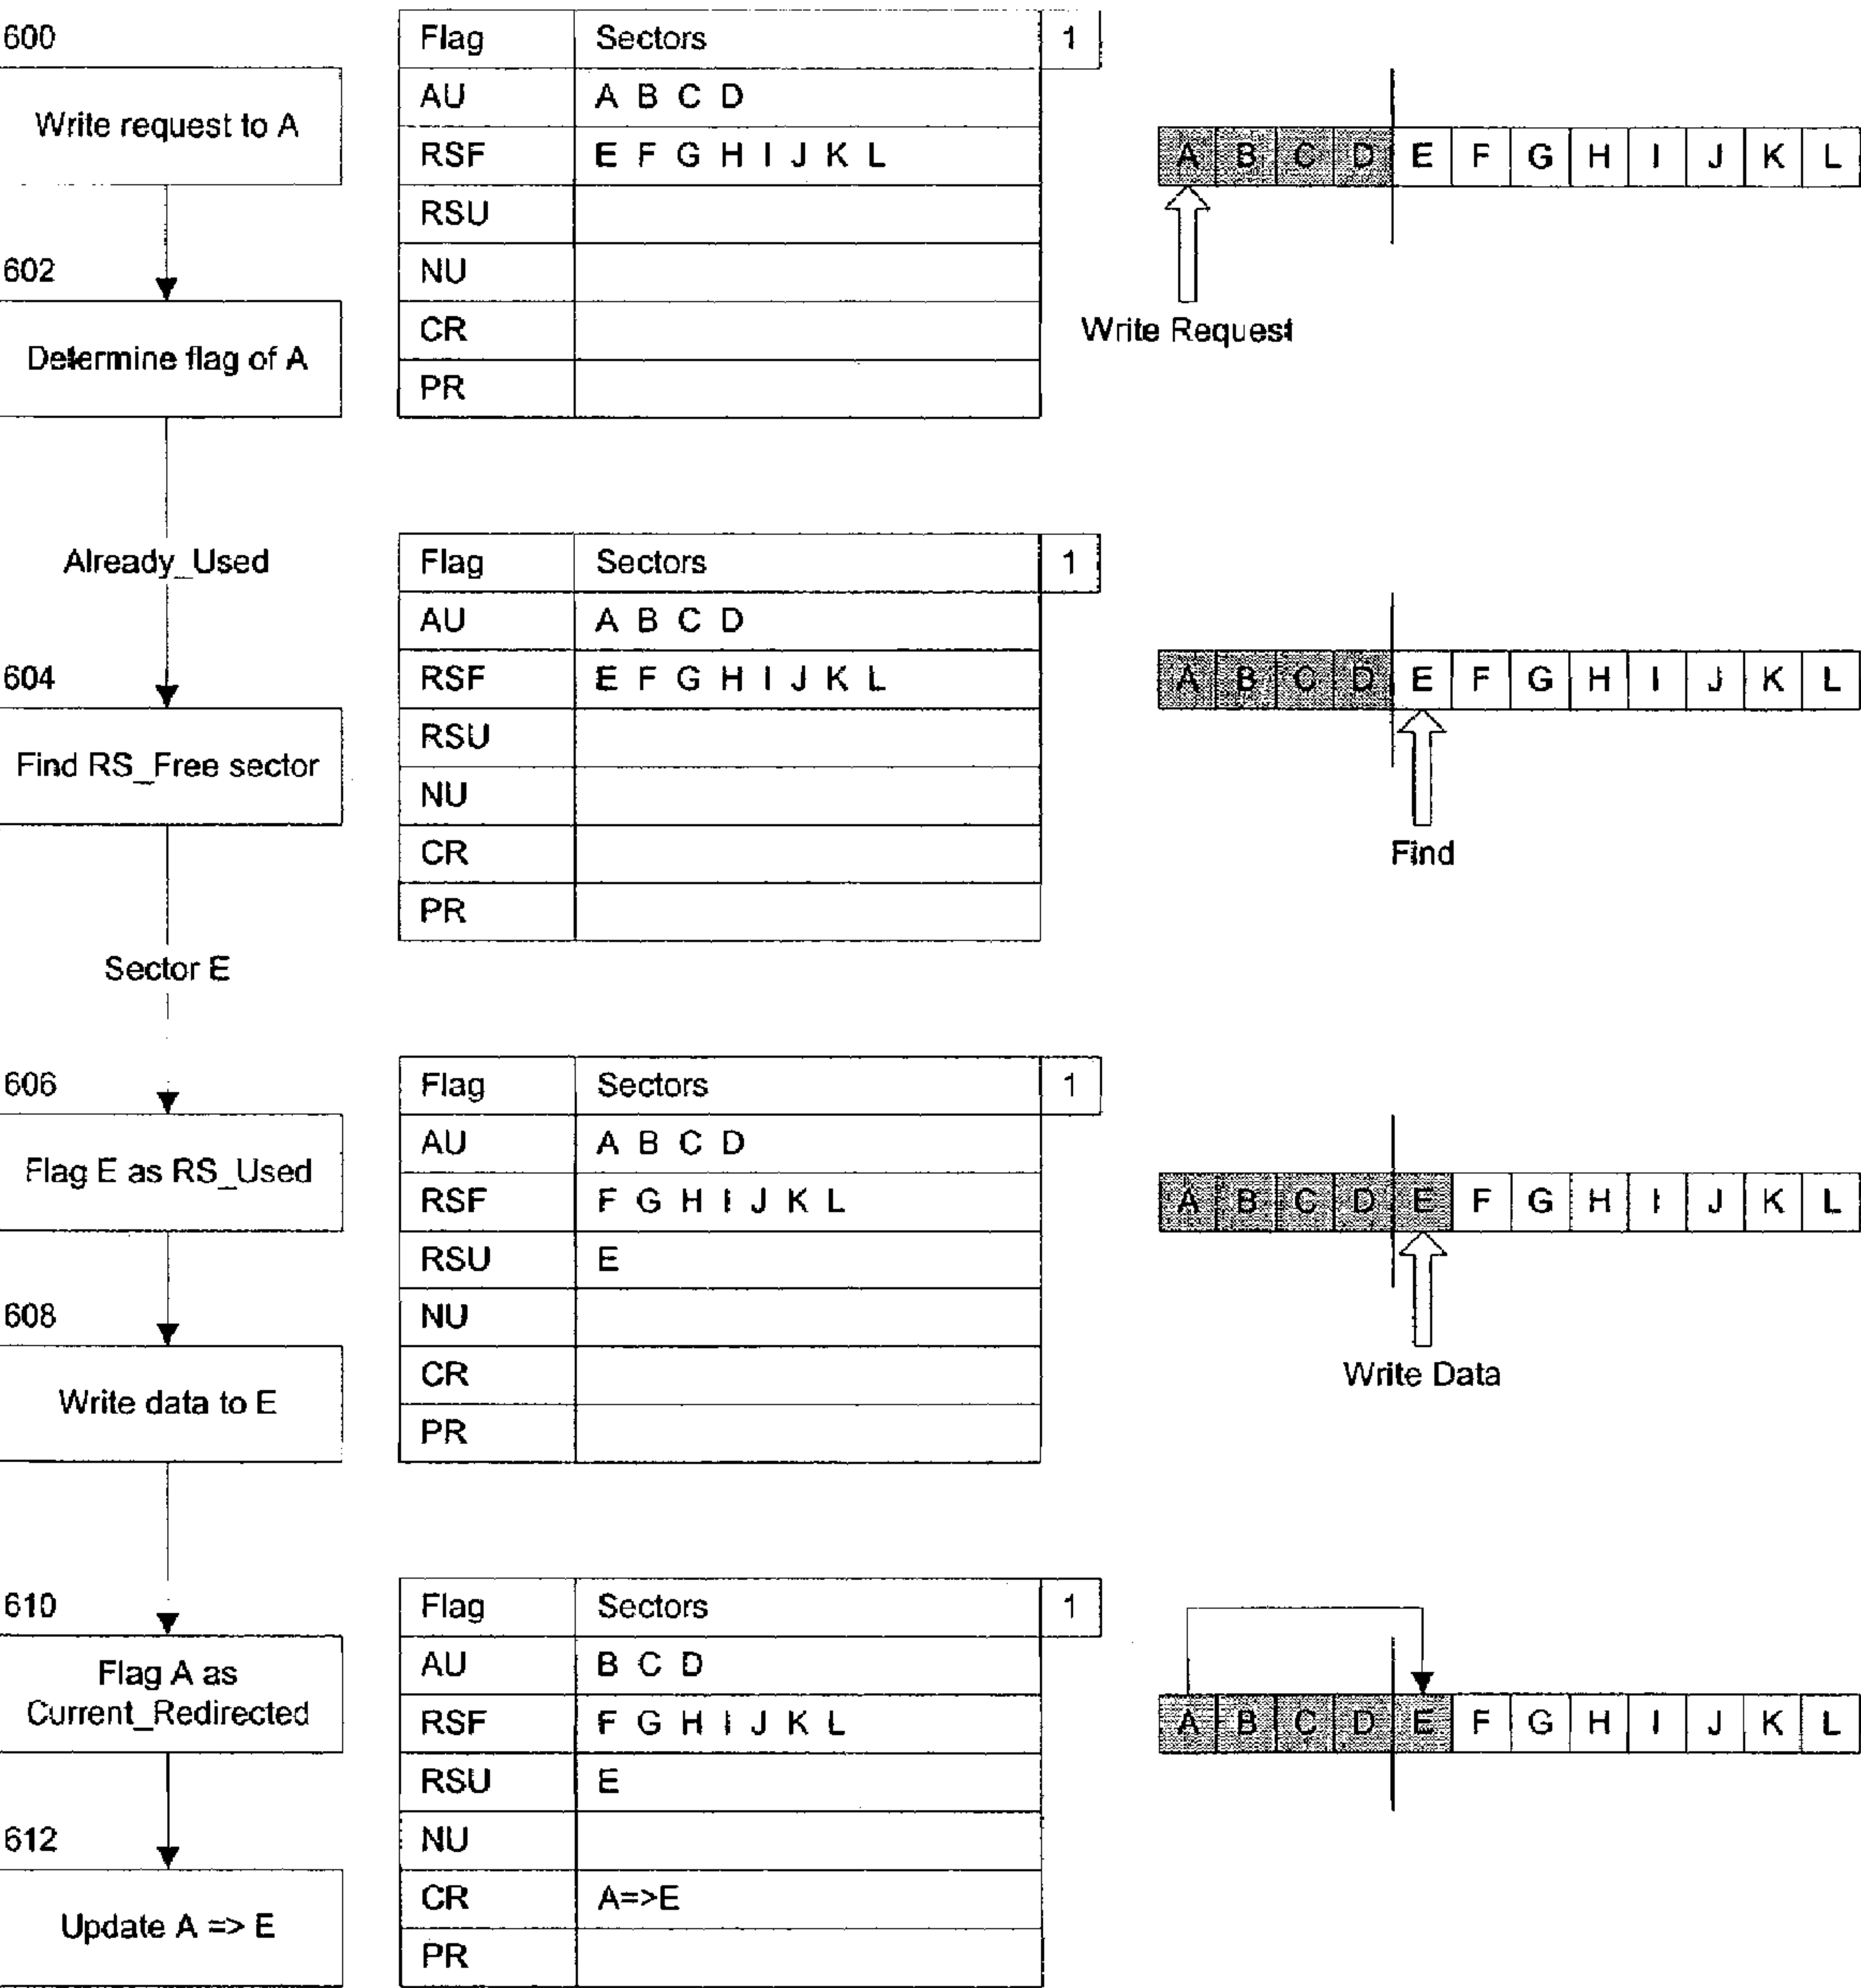 600
Write request to A
602
Determine flag of A
Already_Used
604
Find RS_Free sector
Sector E
606
Flag E as RS_Used
608
Write data to E
610
Flag A as
Current_Redirected
612
Update A => E
Flag Sectors 1
AU A B C D
RSF E F G H I J K L
RSU
NU
CR
PR
A B C D E F G H I J K L
Write Request
Flag Sectors 1
AU A B C D
RSF E F G H I J K L
RSU
NU
CR
PR
A B C D E F G H I J K L
Find
Flag Sectors 1
AU A B C D
RSF F G H I J K L
RSU E
NU
CR
PR
A B C D E F G H I J K L
Write Data
Flag Sectors 1
AU B C D
RSF F G H I J K L
RSU E
NU
CR A=>E
PR
A B C D E F G H I J K L